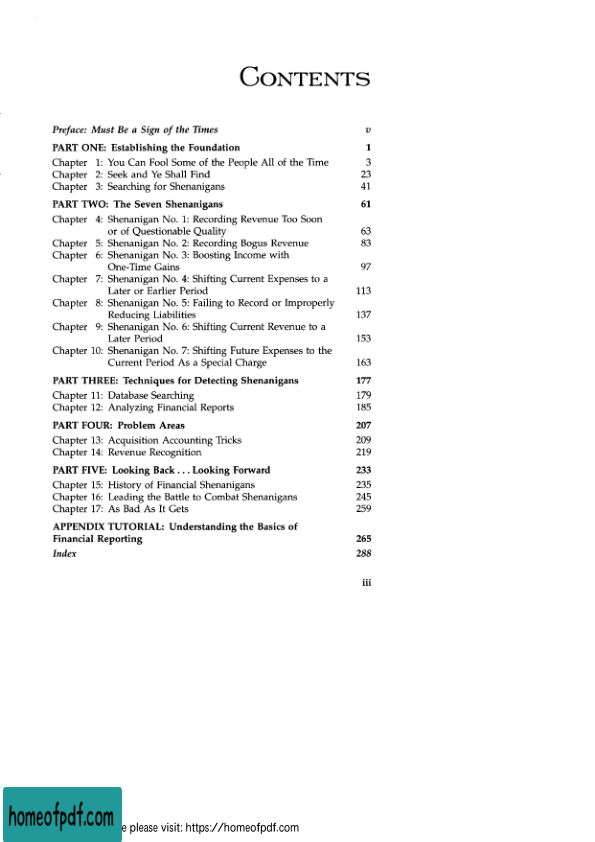 CONTENTS
Preface: Must Be a Sign of the Times v
PART ONE: Establishing the Foundation 1
Chapter 1: You Can Fool Some of the People All of the Time 3
Chapter 2: Seek and Ye Shall Find 23
Chapter 3: Searching for Shenanigans 41
PART TWO: The Seven Shenanigans 61
Chapter 4: Shenanigan No. 1: Recording Revenue Too Soon
or of Questionable Quality 63
Chapter 5: Shenanigan No. 2: Recording Bogus Revenue 83
Chapter 6: Shenanigan No. 3: Boosting Income with
One-Time Gains 97
Chapter 7: Shenanigan No. 4: Shifting Current Expenses to a
Later or Earlier Period 113
Chapter 8: Shenanigan No. 5: Failing to Record or Improperly
Reducing Liabilities 137
Chapter 9: Shenanigan No. 6: Shifting Current Revenue to a
Later Period 153
Chapter 10: Shenanigan No. 7: Shifting Future Expenses to the
Current Period As a Special Charge 163
PART THREE: Techniques for Detecting Shenanigans 177
Chapter 11: Database Searching 179
Chapter 12: Analyzing Financial Reports 185
PART FOUR: Problem Areas 207
Chapter 13: Acquisition Accounting Tricks 209
Chapter 14: Revenue Recognition 219
PART FIVE: Looking Back . . . Looking Forward 233
Chapter 15: History of Financial Shenanigans 235
Chapter 16: Leading the Battle to Combat Shenanigans 245
Chapter 17: As Bad As It Gets 259
APPENDIX TUTORIAL: Understanding the Basics of
Financial Reporting 265
Index 288
iii
homeofpdf.com
e please visit: https://homeofpdf.com